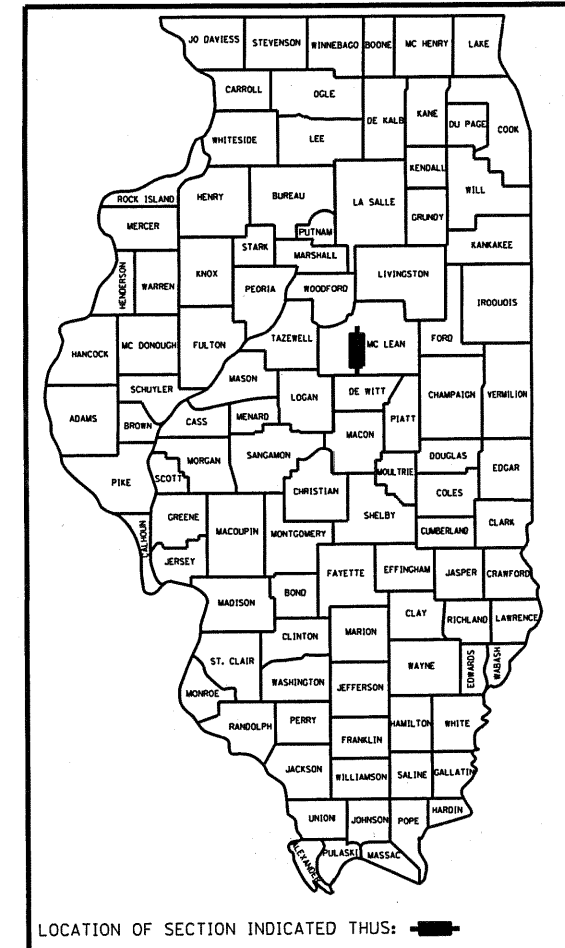 JO DAVIESS STEVENSON WINNEBAGO BOONE MC HENRY LAKE
CARROLL OGLE DE KALB KANE DU PAGE COOK
WHITESIDE LEE KENDALL WILL
ROCK ISLAND HENRY BUREAU LA SALLE GRUNDY
MERCER PUTNAM KANKAKEE
STARK MARSHALL
HENDERSON WARREN KNOX PEORIA WOODFORD LIVINGSTON IROQUOIS
HANCOCK MC DONOUGH FULTON TAZEWELL MC LEAN FORD
SCHUYLER MASON LOGAN DE WITT CHAMPAIGN VERMILION
ADAMS BROWN CASS MENARD MACON PIATT
PIKE SCOTT MORGAN SANGAMON MOULTRIE DOUGLAS EDGAR
CHRISTIAN COLES
CALHOUN GREENE MACOUPIN MONTGOMERY SHELBY CUMBERLAND CLARK
JERSEY FAYETTE EFFINGHAM JASPER CRAWFORD
MADISON BOND CLAY RICHLAND LAWRENCE
CLINTON MARION
ST. CLAIR WAYNE EDWARDS WABASH
MONROE WASHINGTON JEFFERSON
RANDOLPH PERRY HAMILTON WHITE
FRANKLIN
JACKSON WILLIAMSON SALINE GALLATIN
UNION JOHNSON POPE HARDIN
ALEXANDER PULASKI MASSAC
LOCATION OF SECTION INDICATED THUS: